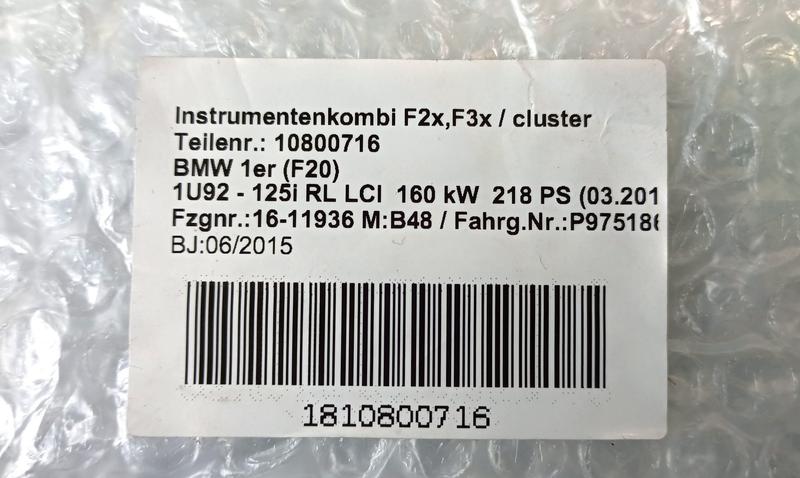 Instrumentenkombi F2x,F3x / cluster
Teilenr.: 10800716
BMW 1er (F20)
1U92 - 125i RL LCI 160 kW 218 PS (03.201
Fzgnr.:16-11936 M:B48 / Fahrg.Nr.:P975186
BJ:06/2015
1810800716